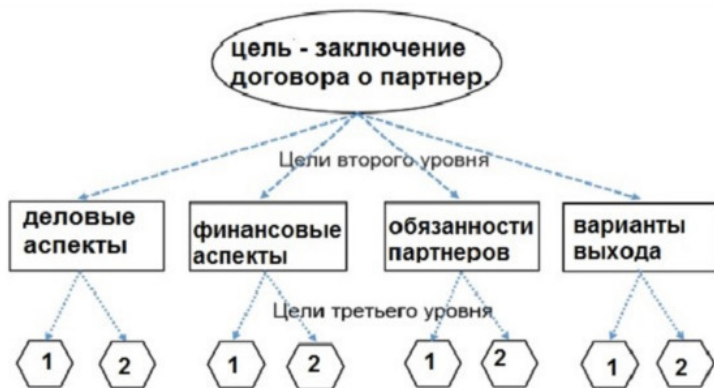 цель - заключение
договора о партнер.
Цели второго уровня
деловые
аспекты
финансовые
аспекты
обязанности
партнеров
варианты
выхода
Цели третьего уровня
1
2
1
2
1
2
1
2